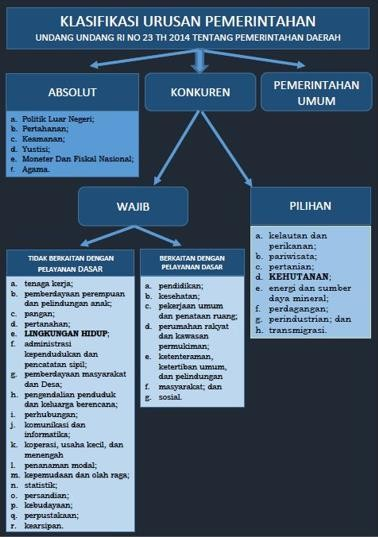 KLASIFIKASI URUSAN PEMERINTAHAN
UNDANG UNDANG RI NO 23 TH 2014 TENTANG PEMERINTAHAN DAERAH
ABSOLUT
a. Politik Luar Negeri;
b. Pertahanan;
c. Keamanan;
d. Yustisi;
e. Moneter Dan Fiskal Nasional;
f. Agama.
KONKUREN
PEMERINTAHAN
UMUM
WAJIB
TIDAK BERKAITAN DENGAN
PELAYANAN DASAR
a. tenaga kerja;
b. pemberdayaan perempuan
dan pelindungan anak;
c. pangan;
d. pertanahan;
e. LINGKUNGAN HIDUP;
f. administrasi
kependudukan dan
pencatatan sipil;
g. pemberdayaan masyarakat
dan Desa;
h. pengendalian penduduk
dan keluarga berencana;
i. perhubungan;
j. komunikasi dan
informatika;
k. koperasi, usaha kecil, dan
menengah
l. penanaman modal;
m. kepemudaan dan olah raga;
n. statistik;
o. persandian;
p. kebudayaan;
q. perpustakaan;
r. kearsipan.
BERKAITAN DENGAN
PELAYANAN DASAR
a. pendidikan;
b. kesehatan;
c. pekerjaan umum
dan penataan ruang;
d. perumahan rakyat
dan kawasan
permukiman;
e. ketenteraman,
ketertiban umum,
dan pelindungan
f. masyarakat; dan
g. sosial.
PILIHAN
a. kelautan dan
perikanan;
b. pariwisata;
c. pertanian;
d. KEHUTANAN;
e. energi dan sumber
daya mineral;
f. perdagangan;
g. perindustrian; dan
h. transmigrasi.